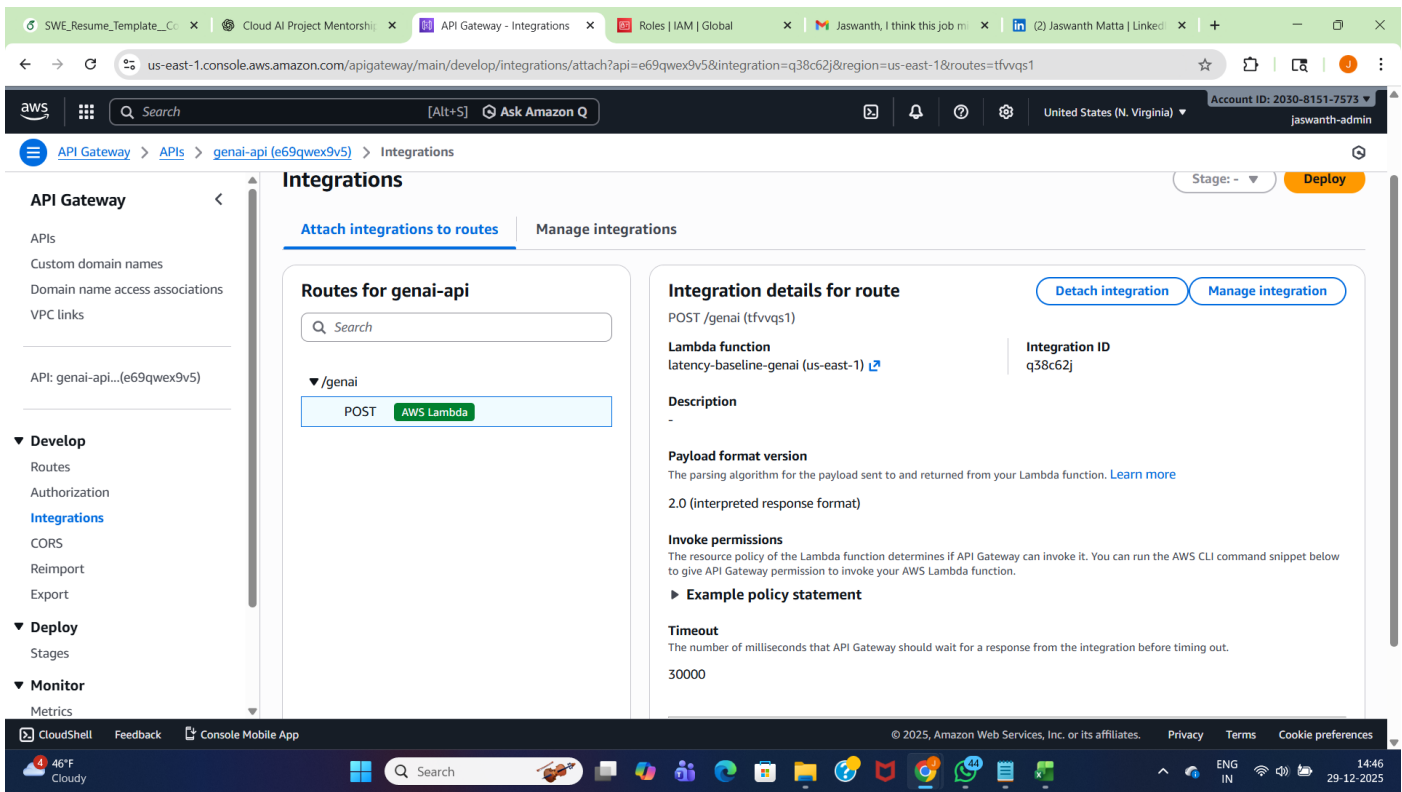 SWE_Resume_Template__Co
Cloud AI Project Mentorship
API Gateway - Integrations
Roles | IAM | Global
Jaswanth, I think this job m
(2) Jaswanth Matta | LinkedI
us-east-1.console.aws.amazon.com/apigateway/main/develop/integrations/attach?api=e69qwex9v5&integration=q38c62j&region=us-east-1&routes=tfvvqs1
J
aws
Search
[Alt+S]
Ask Amazon Q
United States (N. Virginia)
Account ID: 2030-8151-7573
jaswanth-admin
API Gateway > APIs > genai-api (e69qwex9v5) > Integrations
API Gateway
APIs
Custom domain names
Domain name access associations
VPC links
API: genai-api...(e69qwex9v5)
Develop
Routes
Authorization
Integrations
CORS
Reimport
Export
Deploy
Stages
Monitor
Metrics
Integrations
Stage: -
Deploy
Attach integrations to routes
Manage integrations
Routes for genai-api
Search
/genai
POST AWS Lambda
Integration details for route
Detach integration
Manage integration
POST /genai (tfvvqs1)
Lambda function
latency-baseline-genai (us-east-1)
Integration ID
q38c62j
Description
-
Payload format version
The parsing algorithm for the payload sent to and returned from your Lambda function. Learn more
2.0 (interpreted response format)
Invoke permissions
The resource policy of the Lambda function determines if API Gateway can invoke it. You can run the AWS CLI command snippet below
to give API Gateway permission to invoke your AWS Lambda function.
Example policy statement
Timeout
The number of milliseconds that API Gateway should wait for a response from the integration before timing out.
30000
CloudShell
Feedback
Console Mobile App
© 2025, Amazon Web Services, Inc. or its affiliates.
Privacy
Terms
Cookie preferences
4
46°F
Cloudy
Search
44
ENG
IN
14:46
29-12-2025